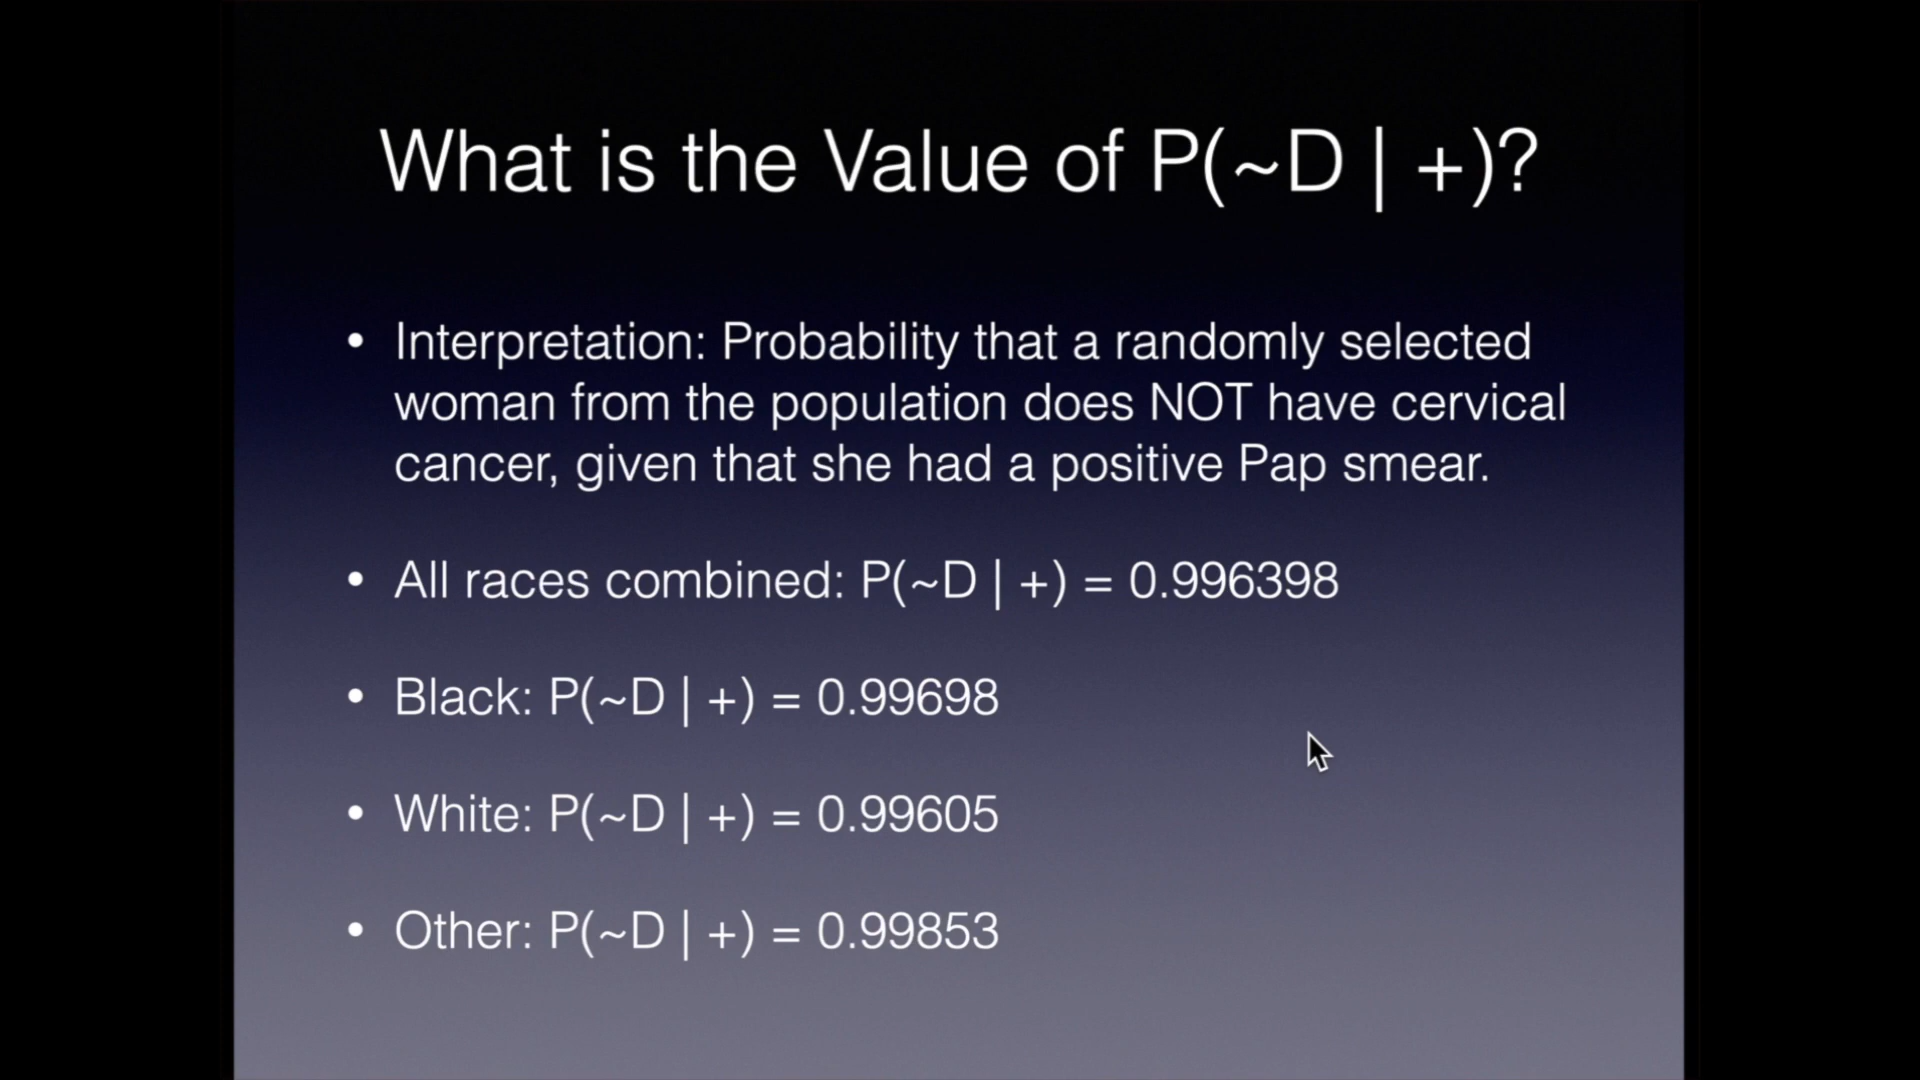 What is the Value of P(~D | +)?
• Interpretation: Probability that a randomly selected
woman from the population does NOT have cervical
cancer, given that she had a positive Pap smear.
• All races combined: P(~D | +) = 0.996398
• Black: P(~D | +) = 0.99698
• White: P(~D | +) = 0.99605
• Other: P(~D | +) = 0.99853